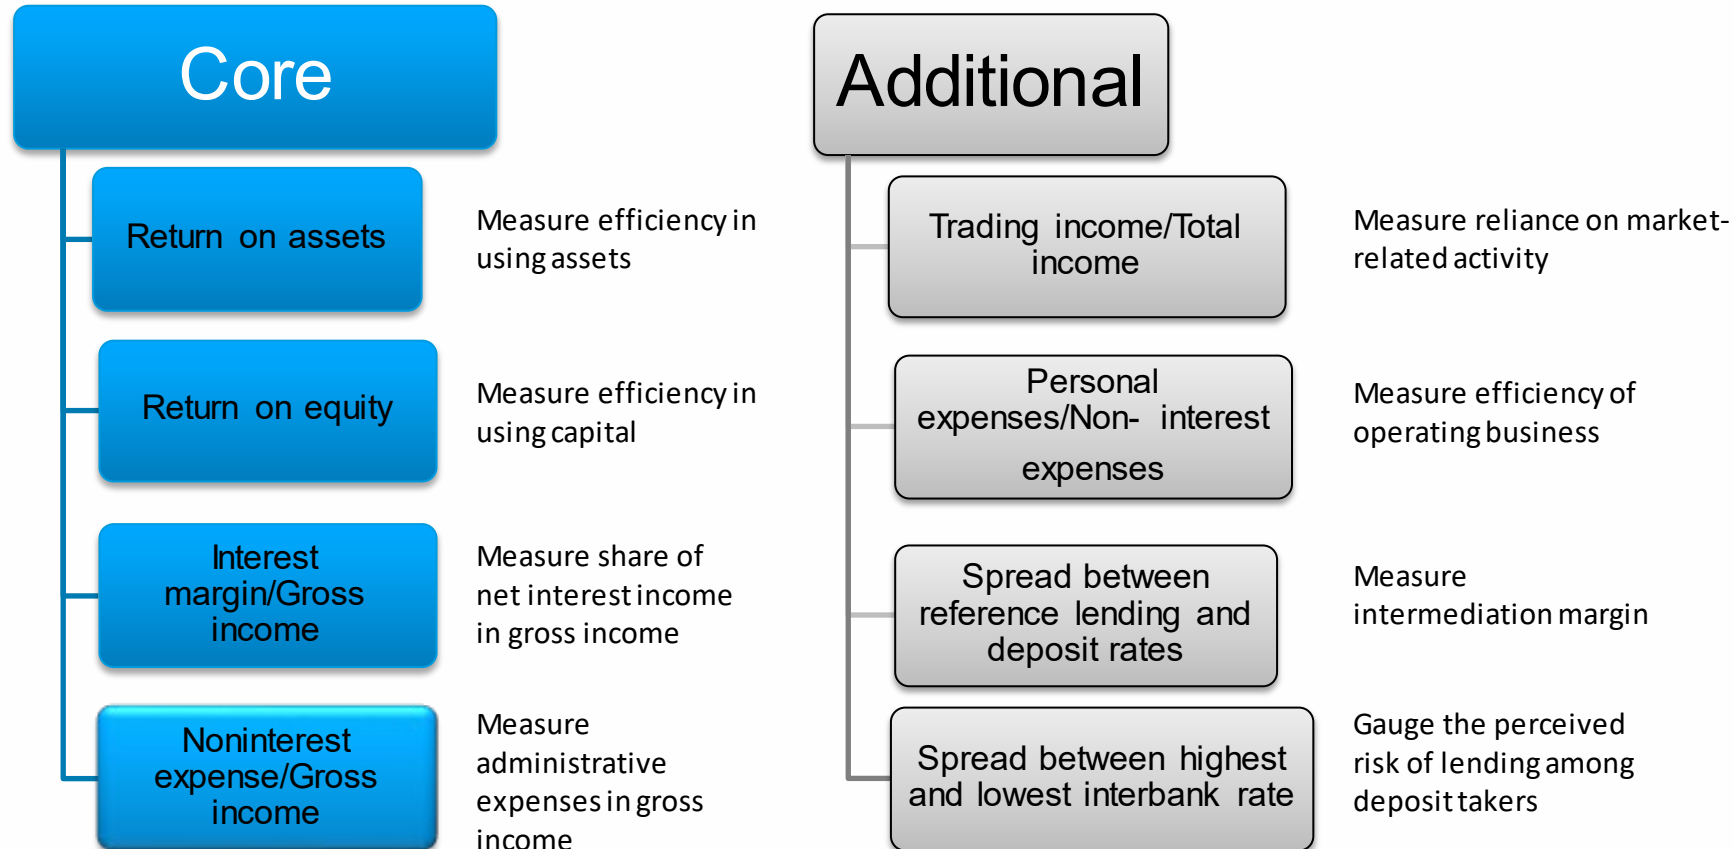 Core
Return on assets
Measure efficiency in
using assets
Return on equity
Measure efficiency in
using capital
Interest
margin/Gross
income
Measure share of
net interest income
in gross income
Noninterest
expense/Gross
income
Measure
administrative
expenses in gross
income
Additional
Trading income/Total
income
Measure reliance on market-
related activity
Personal
expenses/Non- interest
expenses
Measure efficiency of
operating business
Spread between
reference lending and
deposit rates
Measure
intermediation margin
Spread between highest
and lowest interbank rate
Gauge the perceived
risk of lending among
deposit takers